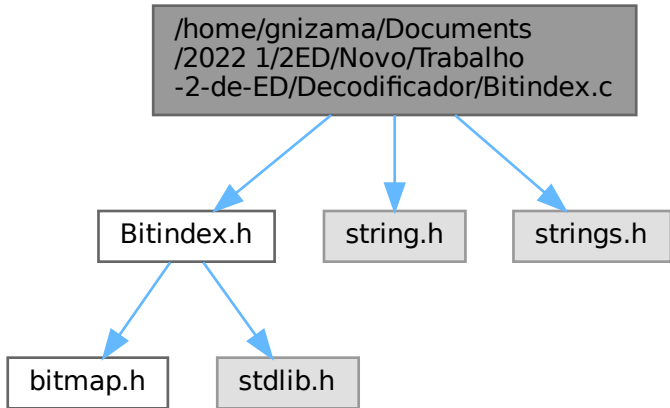 /home/gnizama/Documents
/2022 1/2ED/Novo/Trabalho
-2-de-ED/Decodificador/Bitindex.c
Bitindex.h
string.h
strings.h
bitmap.h
stdlib.h